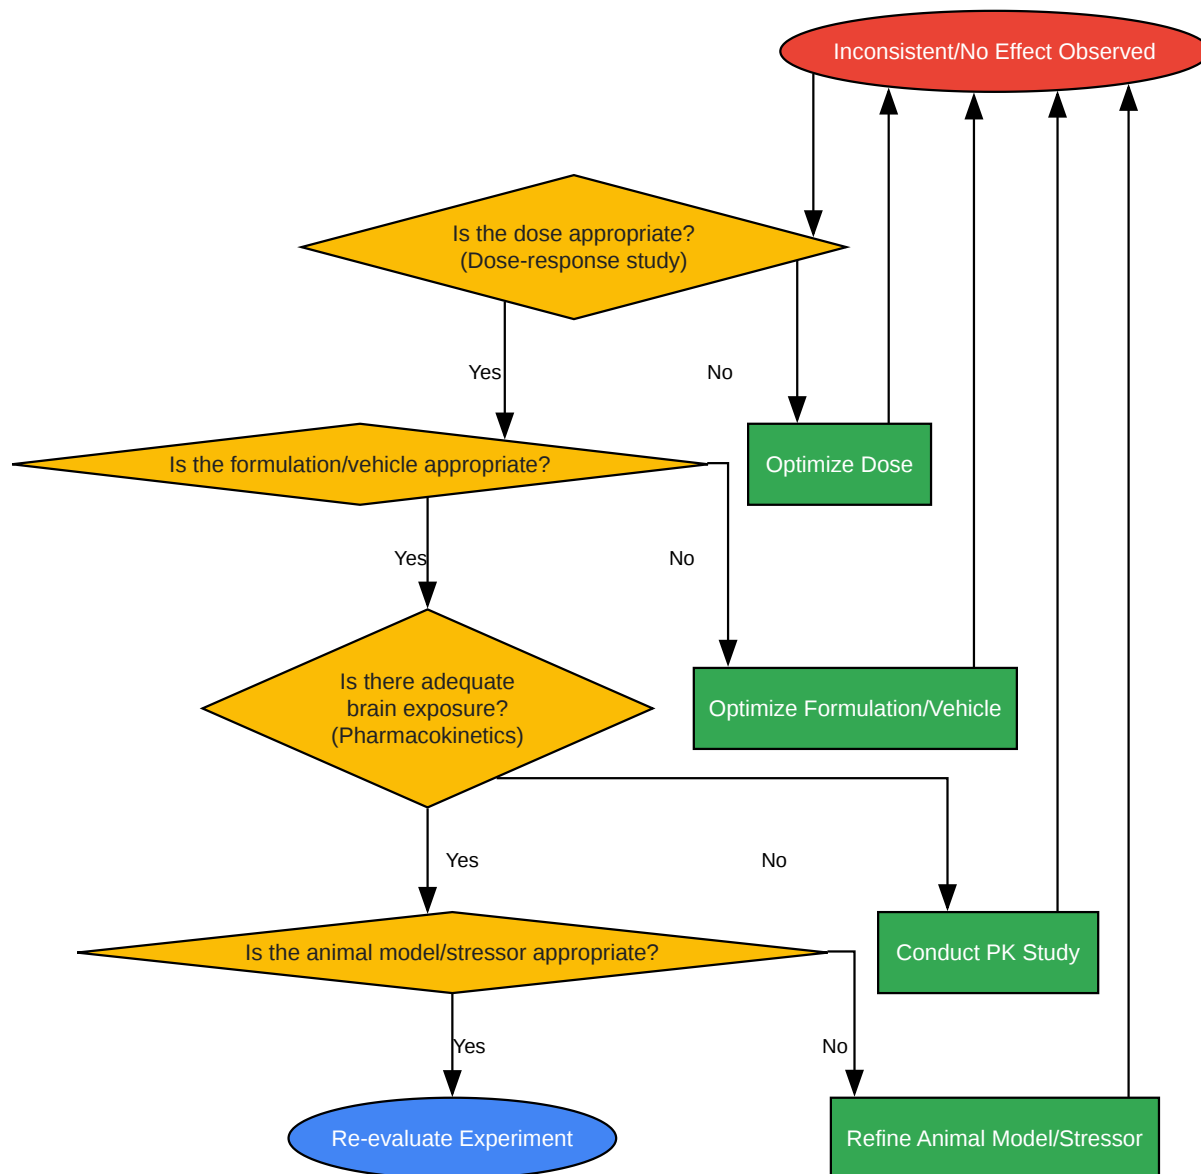 Inconsistent/No Effect Observed
Is the dose appropriate?
(Dose-response study)
Yes
No
Optimize Dose
Is the formulation/vehicle appropriate?
Yes
No
Is there adequate
brain exposure?
(Pharmacokinetics)
Optimize Formulation/Vehicle
Yes
No
Is the animal model/stressor appropriate?
Conduct PK Study
Yes
No
Re-evaluate Experiment
Refine Animal Model/Stressor